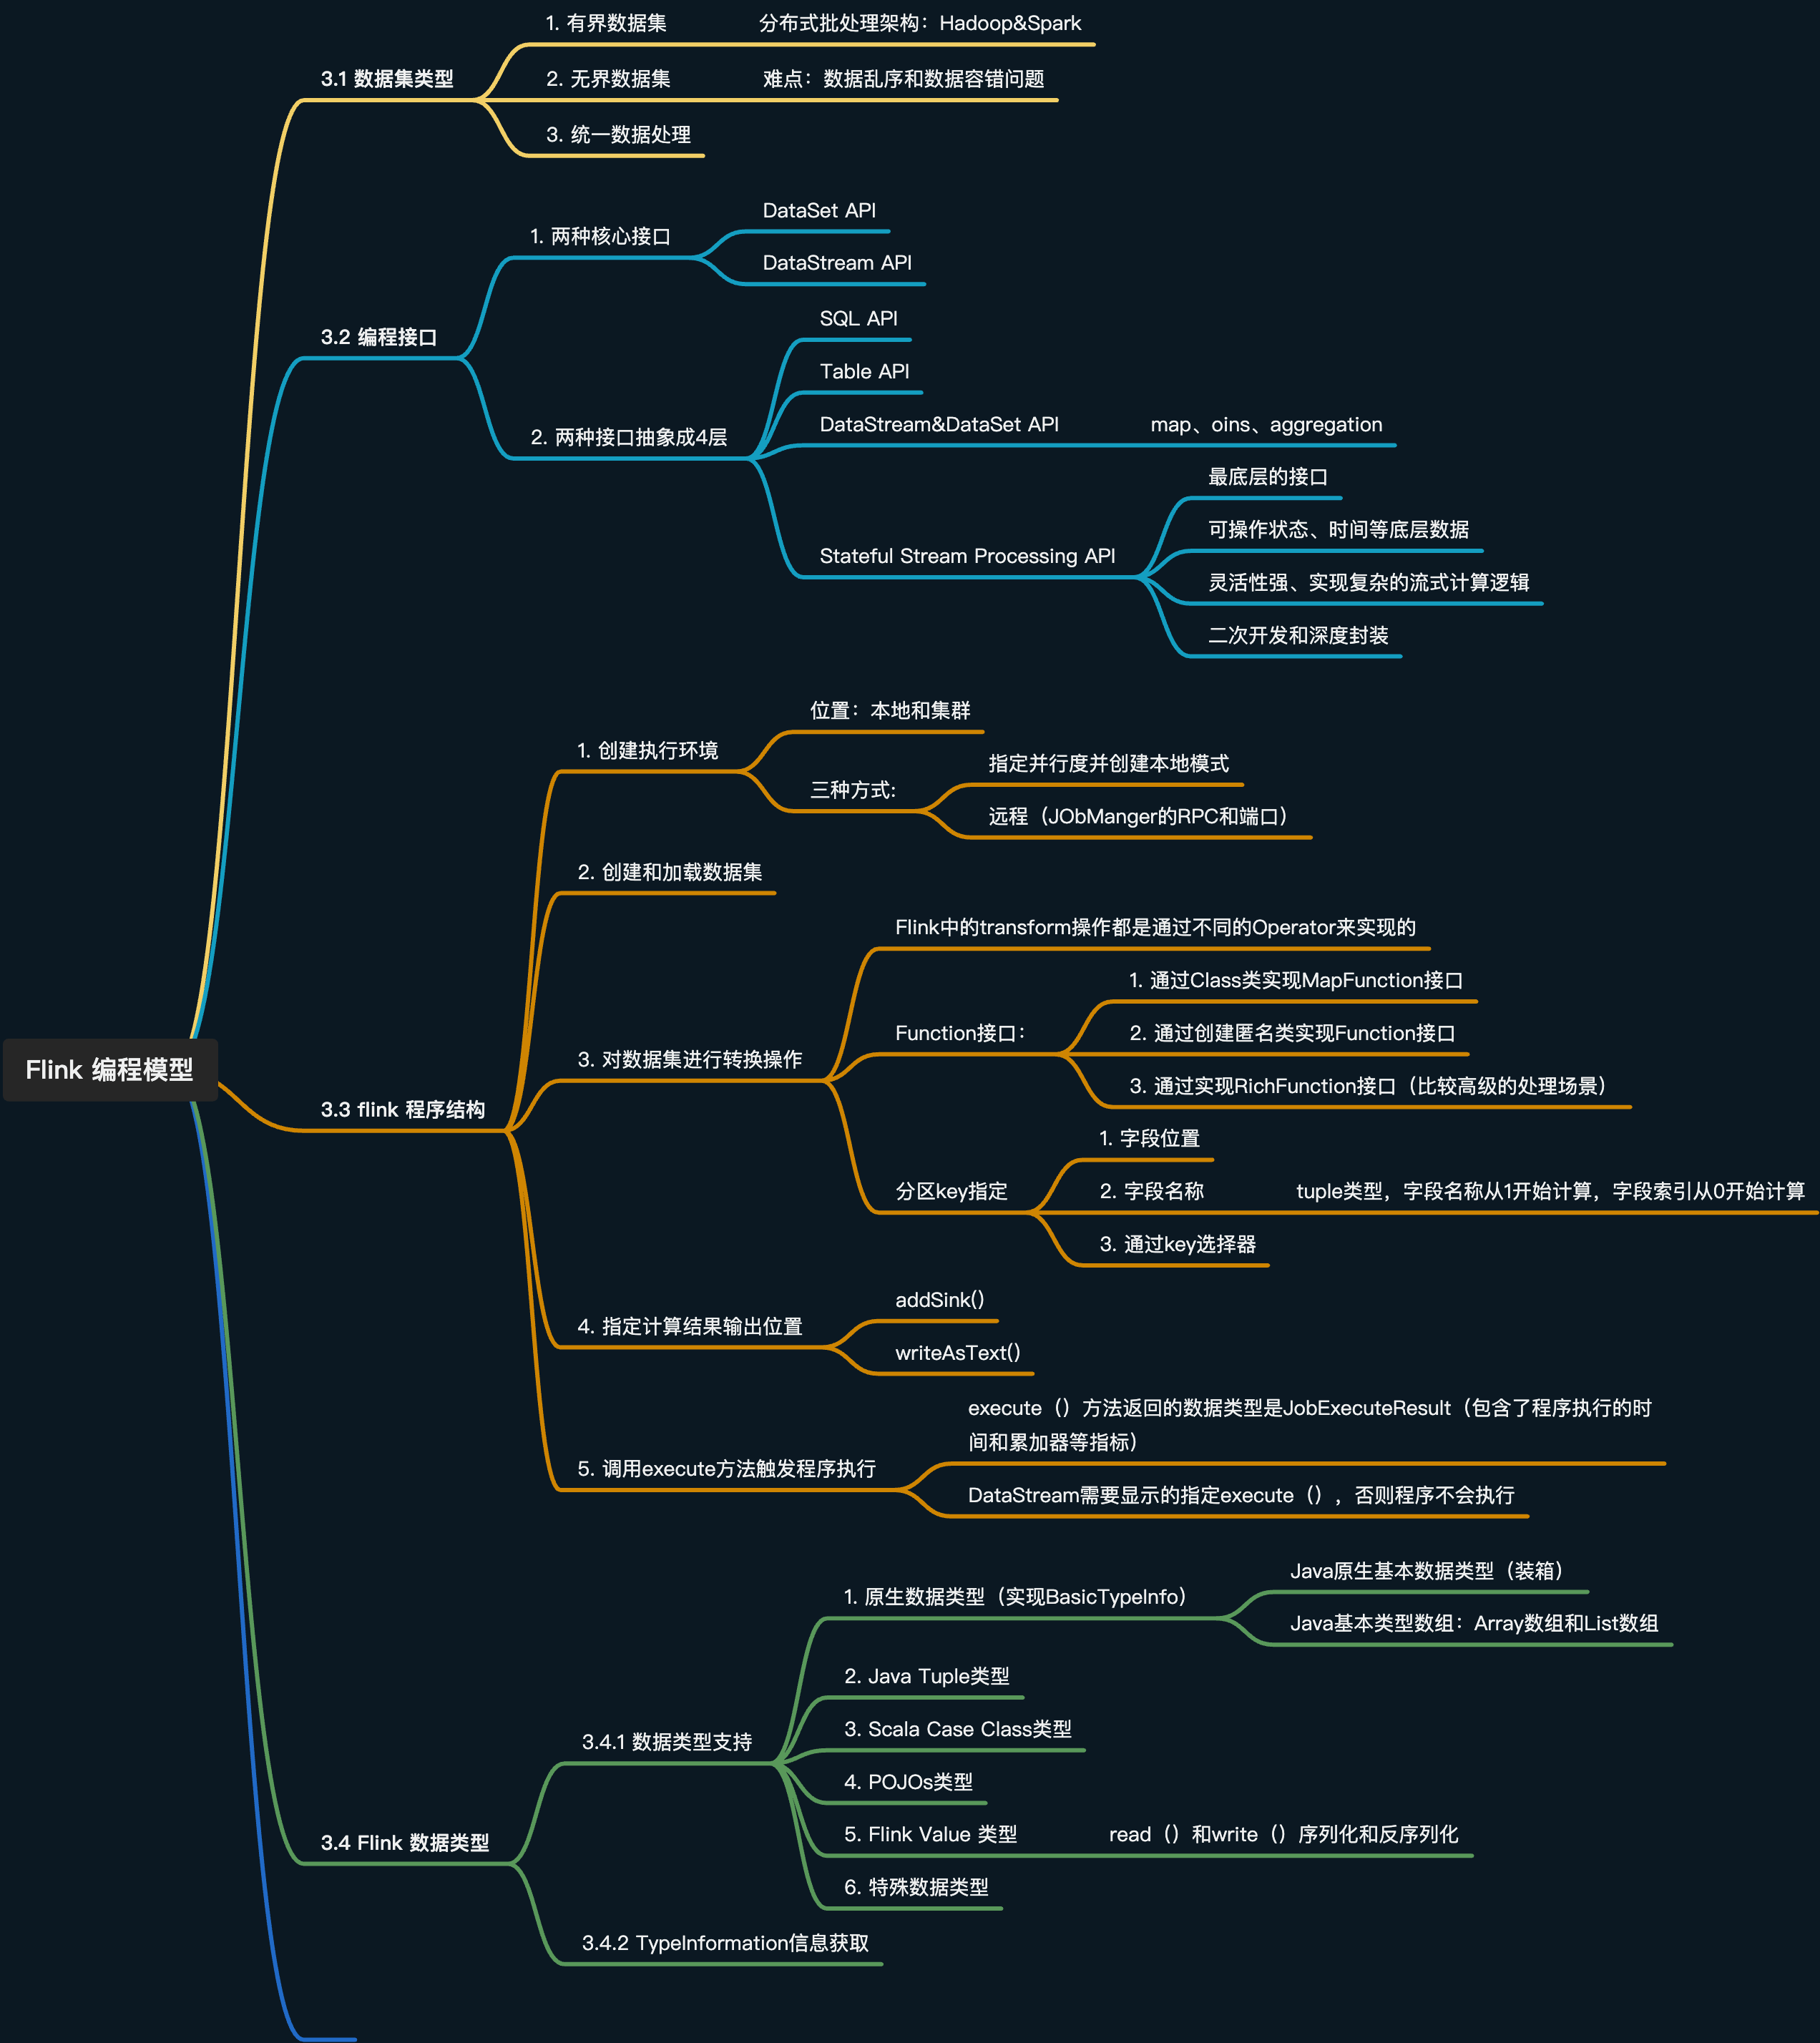 Flink 编程模型
3.1 数据集类型
1. 有界数据集
分布式批处理架构：Hadoop&Spark
2. 无界数据集
难点：数据乱序和数据容错问题
3. 统一数据处理
3.2 编程接口
1. 两种核心接口
DataSet API
DataStream API
2. 两种接口抽象成4层
SQL API
Table API
DataStream&DataSet API
map、oins、aggregation
Stateful Stream Processing API
最底层的接口
可操作状态、时间等底层数据
灵活性强、实现复杂的流式计算逻辑
二次开发和深度封装
3.3 flink 程序结构
1. 创建执行环境
位置：本地和集群
三种方式:
指定并行度并创建本地模式
远程（JObManger的RPC和端口）
2. 创建和加载数据集
3. 对数据集进行转换操作
Flink中的transform操作都是通过不同的Operator来实现的
Function接口：
1. 通过Class类实现MapFunction接口
2. 通过创建匿名类实现Function接口
3. 通过实现RichFunction接口（比较高级的处理场景）
分区key指定
1. 字段位置
2. 字段名称
tuple类型，字段名称从1开始计算，字段索引从0开始计算
3. 通过key选择器
4. 指定计算结果输出位置
addSink()
writeAsText()
5. 调用execute方法触发程序执行
execute（）方法返回的数据类型是JobExecuteResult（包含了程序执行的时
间和累加器等指标）
DataStream需要显示的指定execute（），否则程序不会执行
3.4 Flink 数据类型
3.4.1 数据类型支持
1. 原生数据类型（实现BasicTypeInfo）
Java原生基本数据类型（装箱）
Java基本类型数组：Array数组和List数组
2. Java Tuple类型
3. Scala Case Class类型
4. POJOs类型
5. Flink Value 类型
read（）和write（）序列化和反序列化
6. 特殊数据类型
3.4.2 TypeInformation信息获取